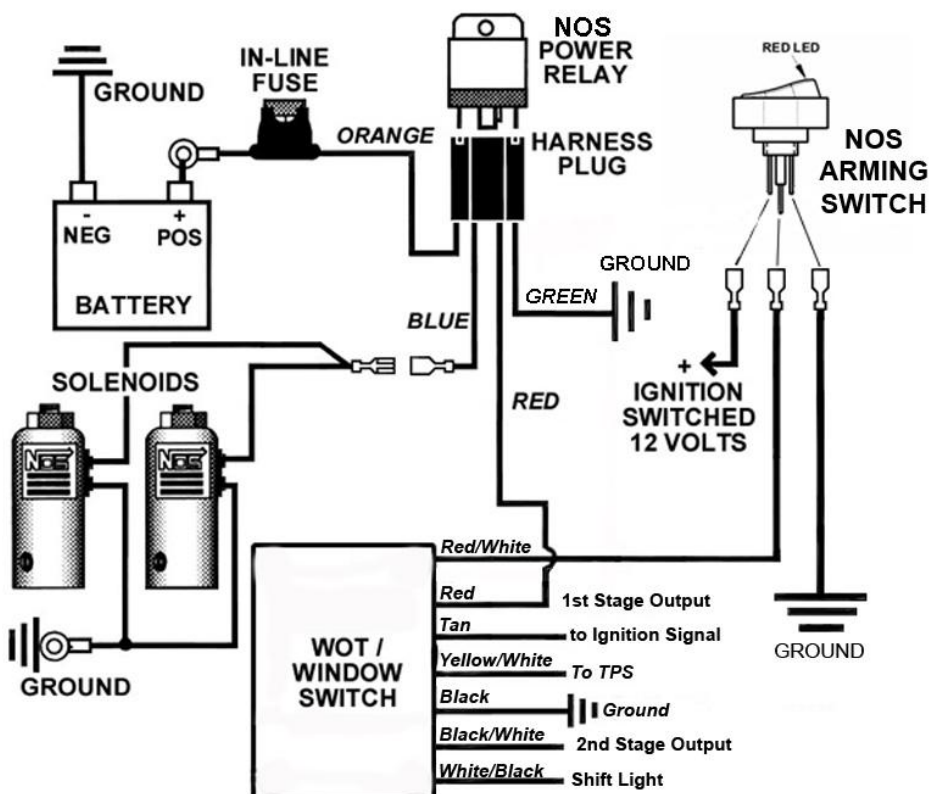 GROUND
IN-LINE
FUSE
ORANGE
NOS
POWER
RELAY
HARNESS
PLUG
RED LED
NOS
ARMING
SWITCH
-
NEG
+
POS
BATTERY
BLUE
GREEN
GROUND
RED
+
IGNITION
SWITCHED
12 VOLTS
SOLENOIDS
NOS
NOS
GROUND
WOT /
WINDOW
SWITCH
Red/White
Red
1st Stage Output
Tan
to Ignition Signal
Yellow/White
To TPS
Black
Ground
Black/White
2nd Stage Output
White/Black
Shift Light
GROUND